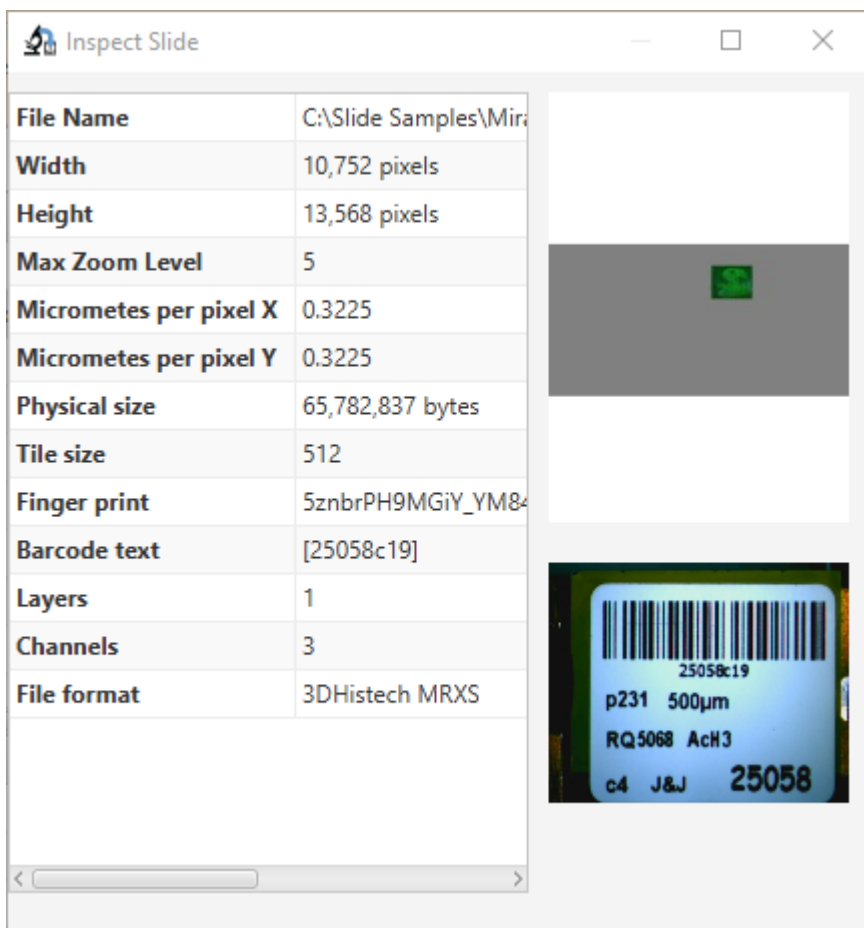 Inspect Slide
File Name C:\Slide Samples\Mira
Width 10,752 pixels
Height 13,568 pixels
Max Zoom Level 5
Micrometes per pixel X 0.3225
Micrometes per pixel Y 0.3225
Physical size 65,782,837 bytes
Tile size 512
Finger print 5znbrPH9MGiY_YM84
Barcode text [25058c19]
Layers 1
Channels 3
File format 3DHistech MRXS
25058c19
p231 500µm
RQ5068 AcH3
c4 J&J 25058